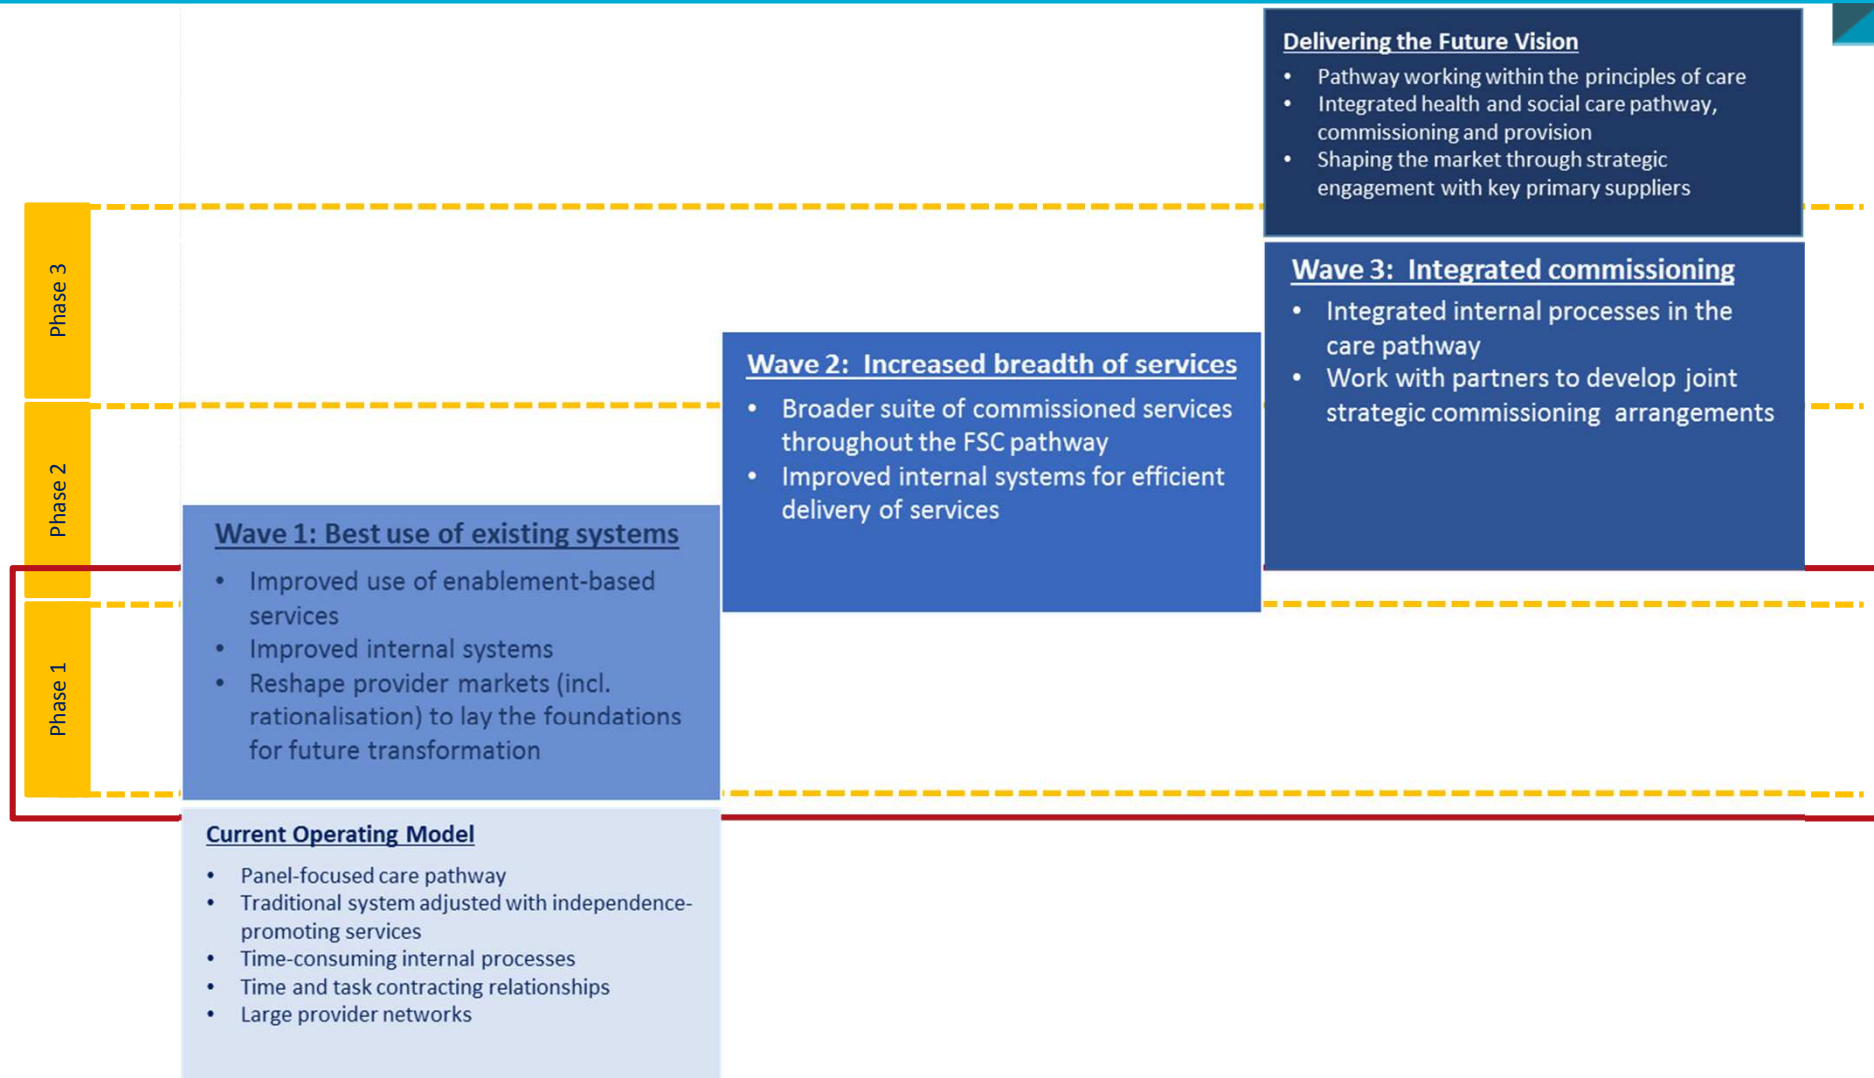 Delivering the Future Vision
• Pathway working within the principles of care
• Integrated health and social care pathway,
commissioning and provision
• Shaping the market through strategic
engagement with key primary suppliers
Phase 3
Wave 3: Integrated commissioning
• Integrated internal processes in the
care pathway
• Work with partners to develop joint
strategic commissioning arrangements
Wave 2: Increased breadth of services
• Broader suite of commissioned services
throughout the FSC pathway
• Improved internal systems for efficient
delivery of services
Phase 2
Wave 1: Best use of existing systems
• Improved use of enablement-based
services
• Improved internal systems
• Reshape provider markets (incl.
rationalisation) to lay the foundations
for future transformation
Phase 1
Current Operating Model
• Panel-focused care pathway
• Traditional system adjusted with independence-
promoting services
• Time-consuming internal processes
• Time and task contracting relationships
• Large provider networks